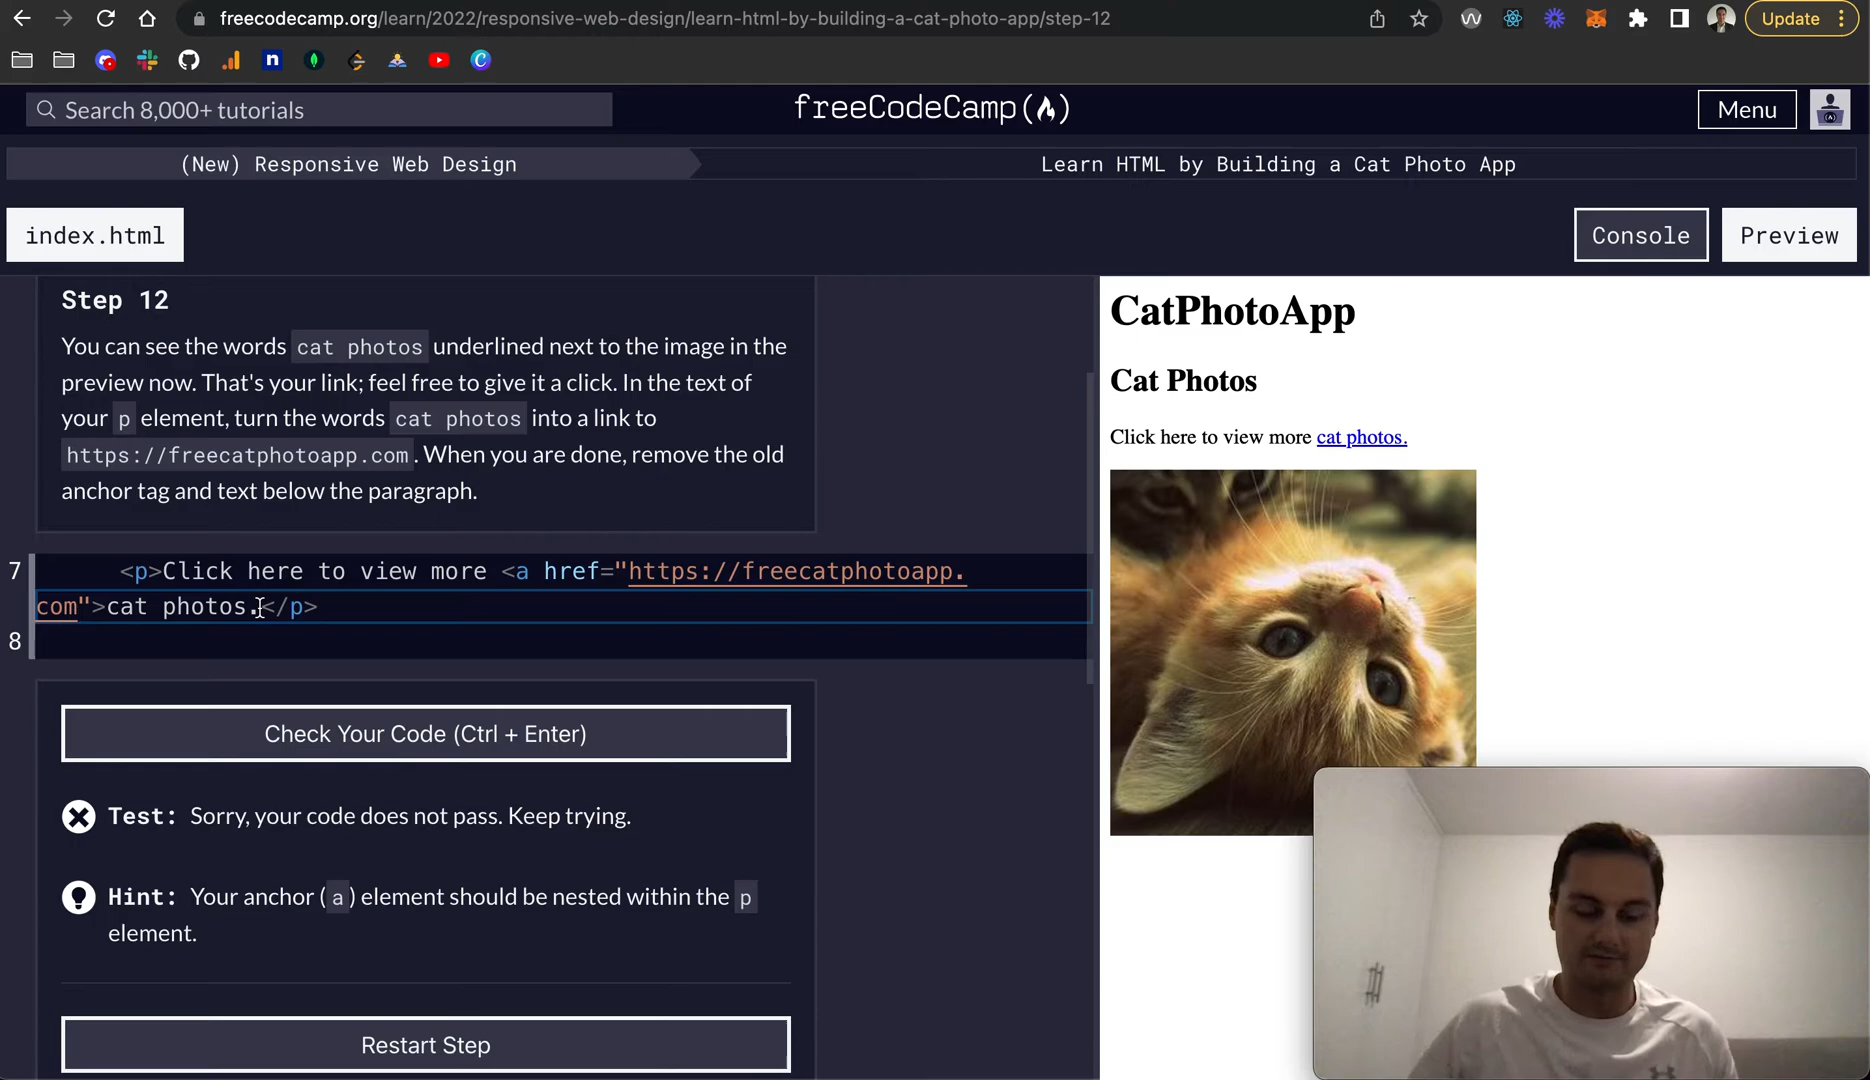 freecodecamp.org/learn/2022/responsive-web-design/learn-html-by-building-a-cat-photo-app/step-12
Update
Search 8,000+ tutorials
freeCodeCamp(🔥)
Menu
(New) Responsive Web Design
Learn HTML by Building a Cat Photo App
index.html
Console
Preview
Step 12
You can see the words cat photos underlined next to the image in the
preview now. That's your link; feel free to give it a click. In the text of
your p element, turn the words cat photos into a link to
https://freecatphotoapp.com. When you are done, remove the old
anchor tag and text below the paragraph.
7 <p>Click here to view more <a href="https://freecatphotoapp.
com">cat photos.</p>
8
Check Your Code (Ctrl + Enter)
Test: Sorry, your code does not pass. Keep trying.
Hint: Your anchor (a) element should be nested within the p
element.
Restart Step
CatPhotoApp
Cat Photos
Click here to view more cat photos.